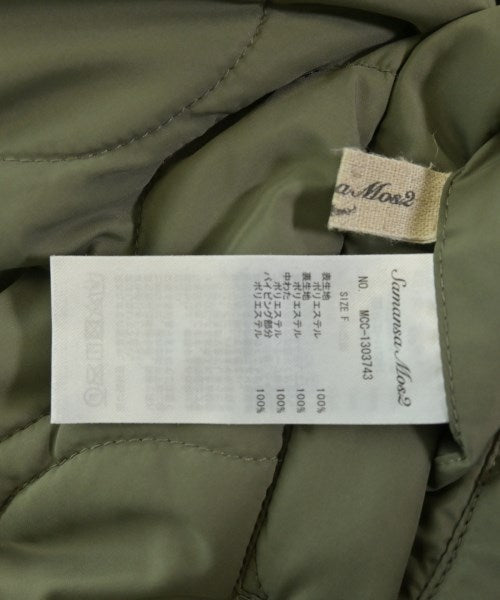 a Mos2
Samansa Mos2
NO. MCC-1303743
SIZE F
表生地
ポリエステル 100%
裏生地
ポリエステル 100%
中わた
ポリエステル 100%
パイピング部分
ポリエステル 100%